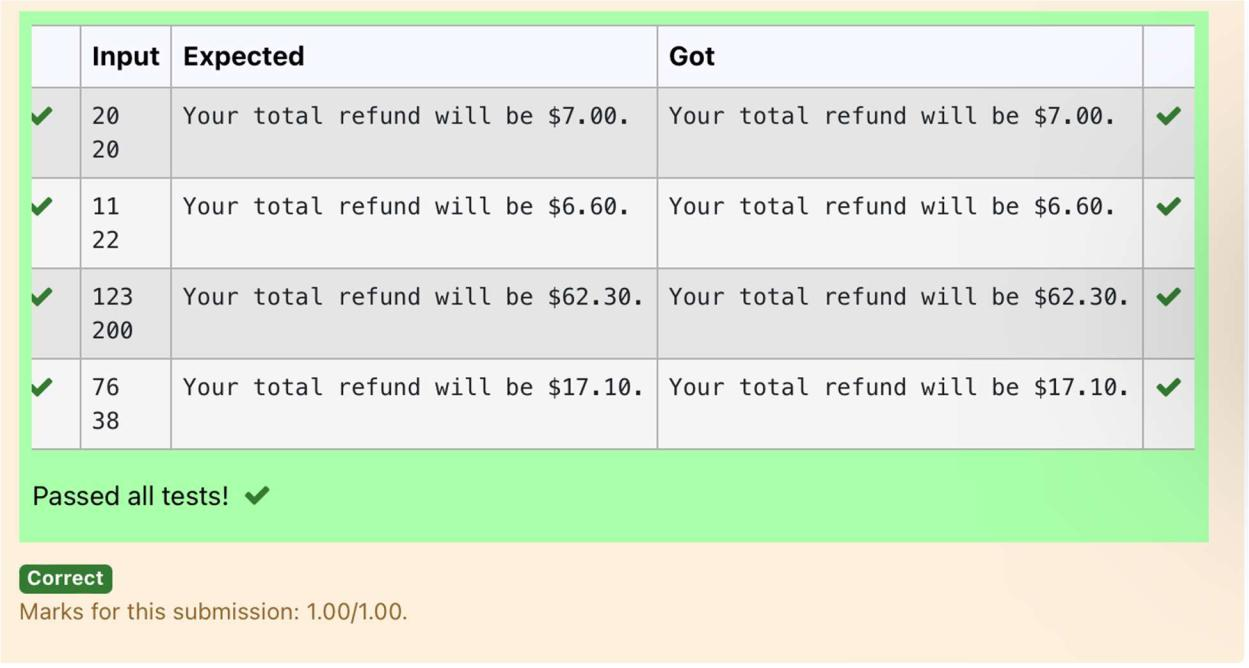 Input Expected Got
20 Your total refund will be $7.00. Your total refund will be $7.00.
20
11 Your total refund will be $6.60. Your total refund will be $6.60.
22
123 Your total refund will be $62.30. Your total refund will be $62.30.
200
76 Your total refund will be $17.10. Your total refund will be $17.10.
38
Passed all tests!
Correct
Marks for this submission: 1.00/1.00.